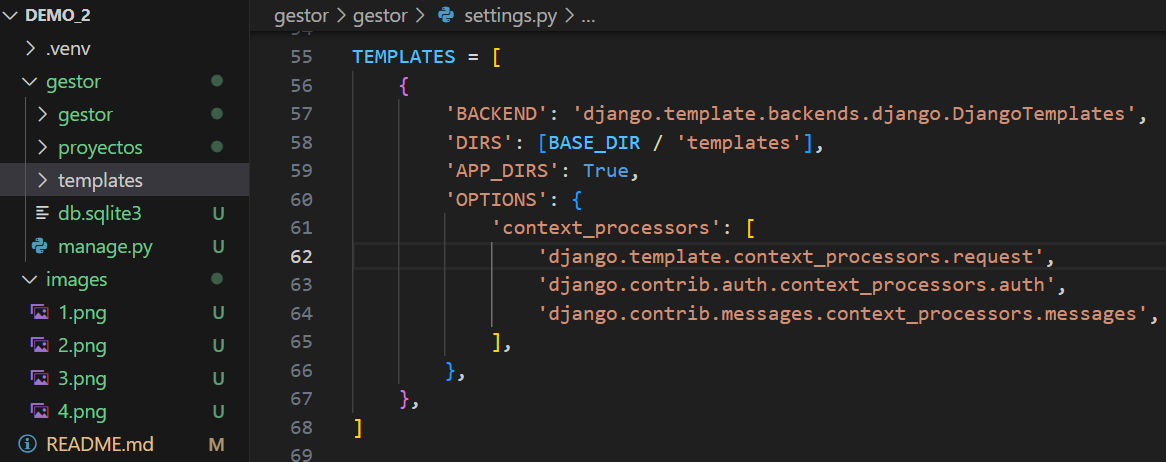 DEMO_2
.venv
gestor
gestor
proyectos
templates
db.sqlite3 U
manage.py U
images
1.png U
2.png U
3.png U
4.png U
README.md M
gestor > gestor > settings.py > ...
54
55 TEMPLATES = [
56 {
57 'BACKEND': 'django.template.backends.django.DjangoTemplates',
58 'DIRS': [BASE_DIR / 'templates'],
59 'APP_DIRS': True,
60 'OPTIONS': {
61 'context_processors': [
62 'django.template.context_processors.request',
63 'django.contrib.auth.context_processors.auth',
64 'django.contrib.messages.context_processors.messages',
65 ],
66 },
67 },
68 ]
69